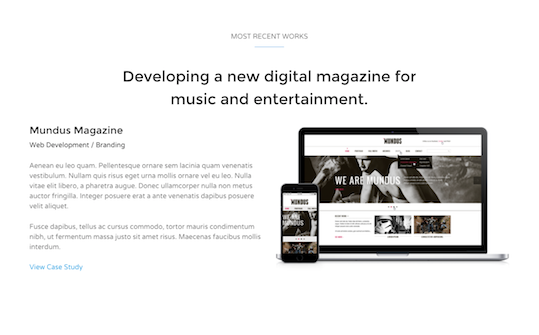 MOST RECENT WORKS
Developing a new digital magazine for
music and entertainment.
Mundus Magazine
Web Development / Branding
Aenean eu leo quam. Pellentesque ornare sem lacinia quam venenatis
vestibulum. Nullam quis risus eget urna mollis ornare vel eu leo. Nulla
vitae elit libero, a pharetra augue. Donec ullamcorper nulla non metus
auctor fringilla. Integer posuere erat a ante venenatis dapibus posuere
velit aliquet.
Fusce dapibus, tellus ac cursus commodo, tortor mauris condimentum
nibh, ut fermentum massa justo sit amet risus. Maecenas faucibus mollis
interdum.
View Case Study
MUNDUS
WE ARE MUNDUS
MUNDUS
WE ARE MUNDUS